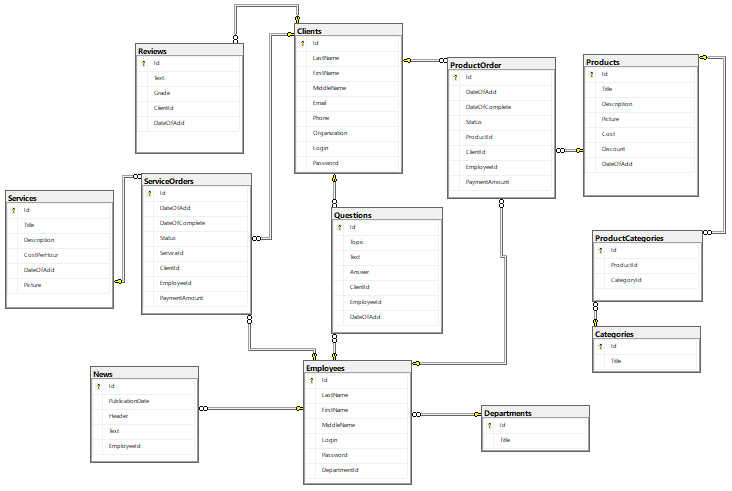 Clients
Id
LastName
FirstName
MiddleName
Email
Phone
Organization
Login
Password
Reviews
Id
Text
Grade
ClientId
DateOfAdd
ProductOrder
Id
DateOfAdd
DateOfComplete
Status
ProductId
ClientId
EmployeeId
PaymentAmount
Products
Id
Title
Description
Picture
Cost
Discount
DateOfAdd
Services
Id
Title
Description
CostPerHour
DateOfAdd
Picture
ServiceOrders
Id
DateOfAdd
DateOfComplete
Status
ServiceId
ClientId
EmployeeId
PaymentAmount
Questions
Id
Topic
Text
Answer
ClientId
EmployeeId
DateOfAdd
ProductCategories
Id
ProductId
CategoryId
Categories
Id
Title
News
Id
PublicationDate
Header
Text
EmployeeId
Employees
Id
LastName
FirstName
MiddleName
Login
Password
DepartmentId
Departments
Id
Title